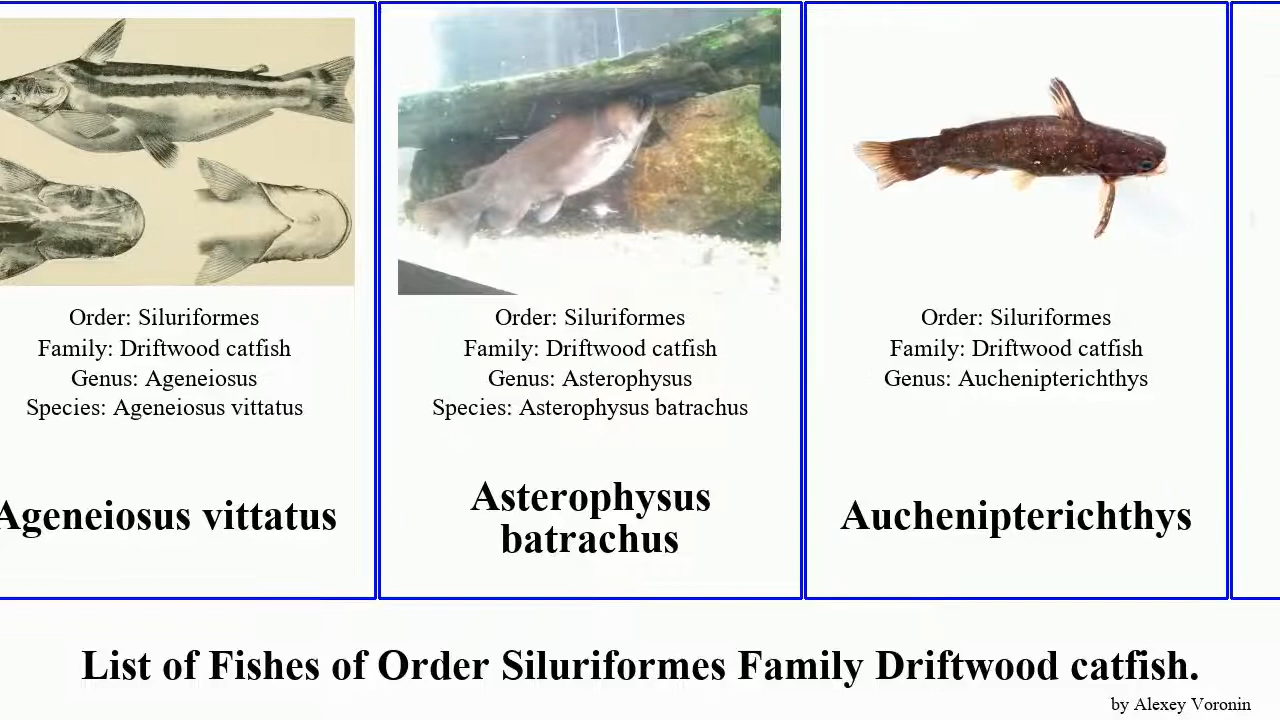 Order: Siluriformes
Family: Driftwood catfish
Genus: Ageneiosus
Species: Ageneiosus vittatus
Ageneiosus vittatus
Order: Siluriformes
Family: Driftwood catfish
Genus: Asterophysus
Species: Asterophysus batrachus
Asterophysus
batrachus
Order: Siluriformes
Family: Driftwood catfish
Genus: Auchenipterichthys
Auchenipterichthys
List of Fishes of Order Siluriformes Family Driftwood catfish.
by Alexey Voronin